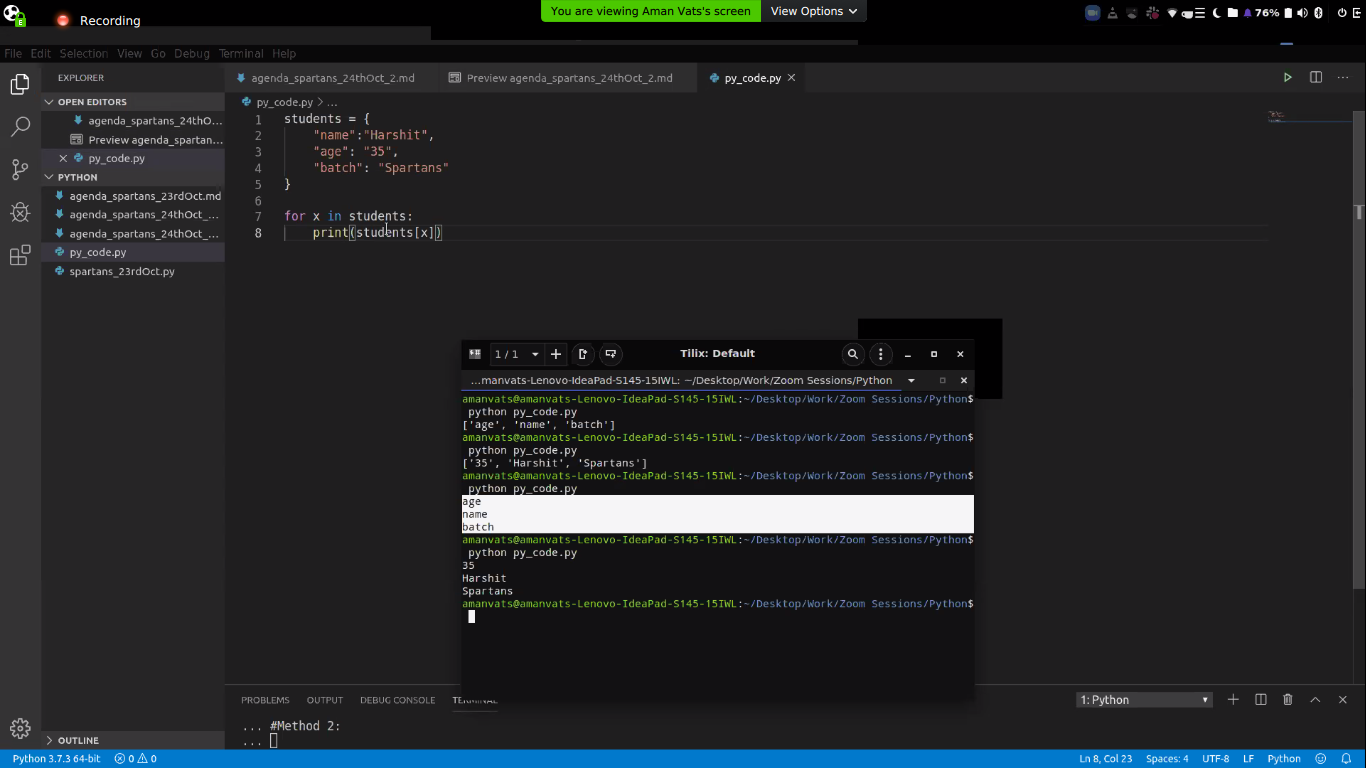 Recording
You are viewing Aman Vats's screen
View Options
76%
File Edit Selection View Go Debug Terminal Help
EXPLORER
OPEN EDITORS
agenda_spartans_24thO...
Preview agenda_spartan...
py_code.py
PYTHON
agenda_spartans_23rdOct.md
agenda_spartans_24thOct_...
agenda_spartans_24thOct_...
py_code.py
spartans_23rdOct.py
OUTLINE
agenda_spartans_24thOct_2.md
Preview agenda_spartans_24thOct_2.md
py_code.py
py_code.py > ...
1 students = {
2 "name":"Harshit",
3 "age": "35",
4 "batch": "Spartans"
5 }
6
7 for x in students:
8 print(students[x])
1 / 1
Tilix: Default
...manvats-Lenovo-IdeaPad-S145-15IWL: ~/Desktop/Work/Zoom Sessions/Python
amanvats@amanvats-Lenovo-IdeaPad-S145-15IWL:~/Desktop/Work/Zoom Sessions/Python$
python py_code.py
['age', 'name', 'batch']
amanvats@amanvats-Lenovo-IdeaPad-S145-15IWL:~/Desktop/Work/Zoom Sessions/Python$
python py_code.py
['35', 'Harshit', 'Spartans']
amanvats@amanvats-Lenovo-IdeaPad-S145-15IWL:~/Desktop/Work/Zoom Sessions/Python$
python py_code.py
age
name
batch
amanvats@amanvats-Lenovo-IdeaPad-S145-15IWL:~/Desktop/Work/Zoom Sessions/Python$
python py_code.py
35
Harshit
Spartans
amanvats@amanvats-Lenovo-IdeaPad-S145-15IWL:~/Desktop/Work/Zoom Sessions/Python$
PROBLEMS OUTPUT DEBUG CONSOLE TERMINAL
1: Python
... #Method 2:
...
Python 3.7.3 64-bit
0 0
Ln 8, Col 23 Spaces: 4 UTF-8 LF Python